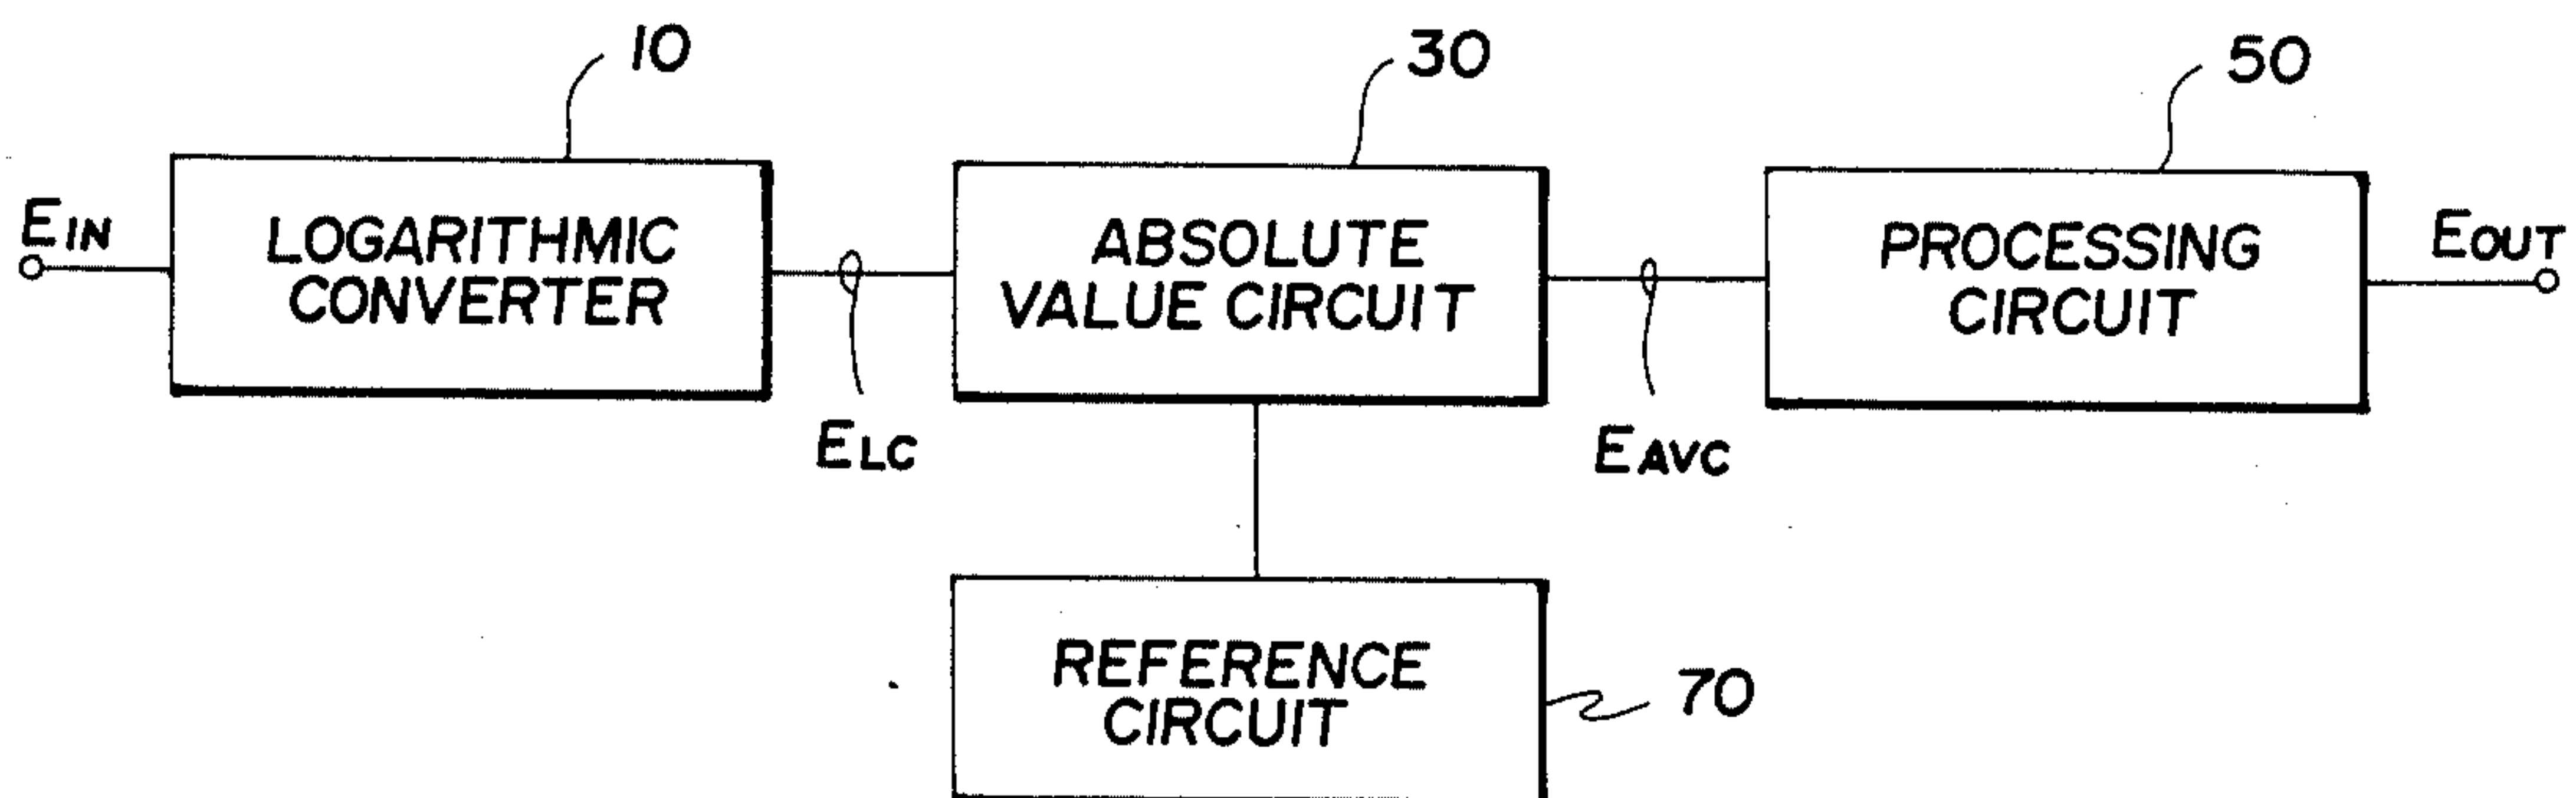 10
30
50
EIN
LOGARITHMIC
CONVERTER
ABSOLUTE
VALUE CIRCUIT
PROCESSING
CIRCUIT
EOUT
ELC
EAVC
REFERENCE
CIRCUIT
70